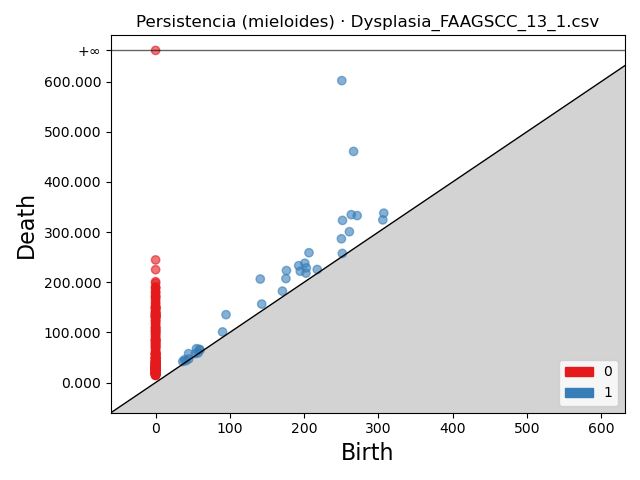 Persistencia (mieloides) · Dysplasia_FAAGSCC_13_1.csv
Death
+∞
600.000
500.000
400.000
300.000
200.000
100.000
0.000
0
1
0 100 200 300 400 500 600
Birth